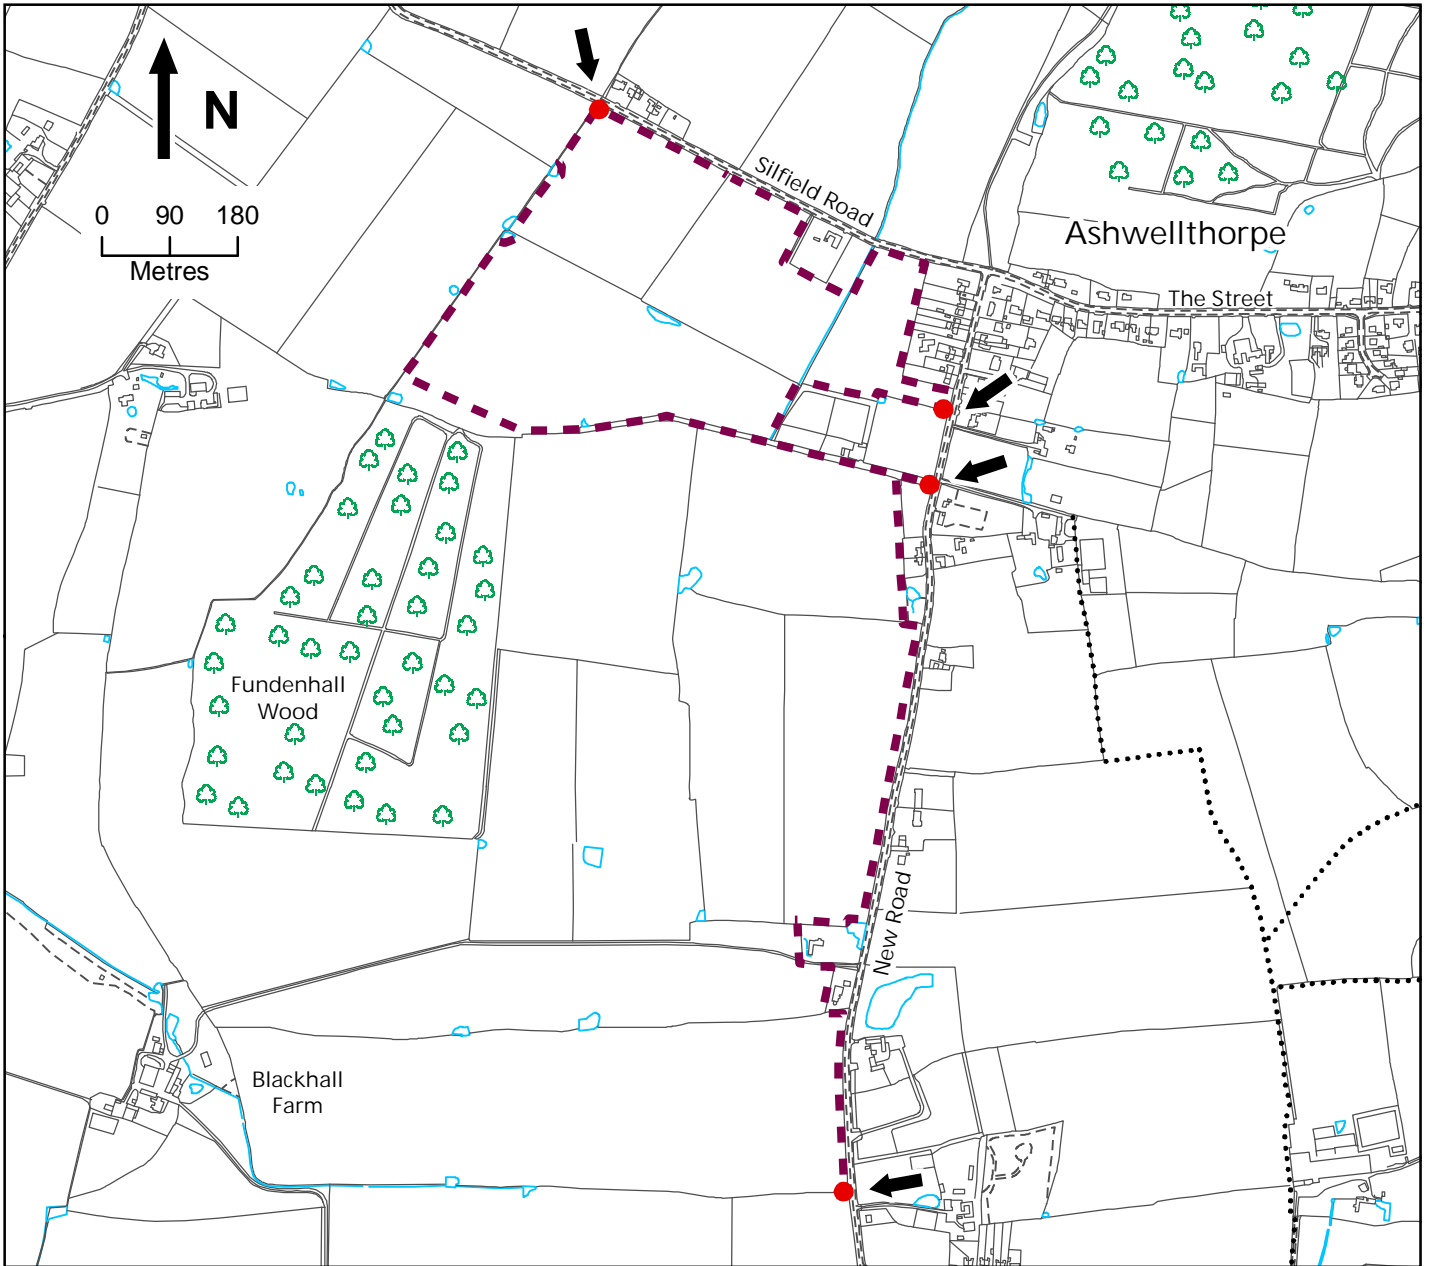 N
0 90 180
Metres
Silfield Road
Ashwellthorpe
The Street
Fundenhall
Wood
New Road
Blackhall
Farm